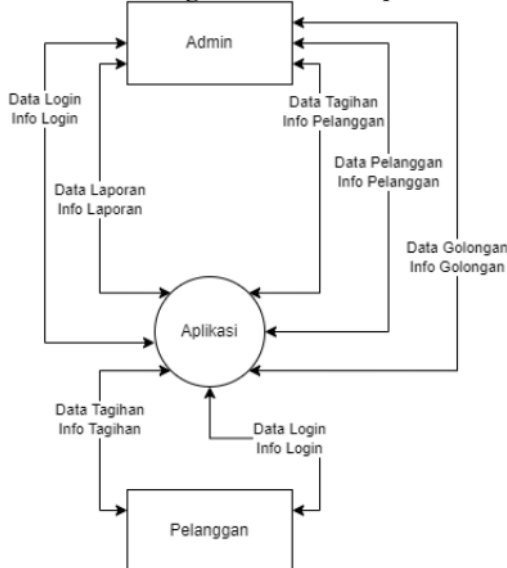 Admin
Data Login
Info Login
Data Tagihan
Info Pelanggan
Data Pelanggan
Info Pelanggan
Data Laporan
Info Laporan
Data Golongan
Info Golongan
Aplikasi
Data Tagihan
Info Tagihan
Data Login
Info Login
Pelanggan